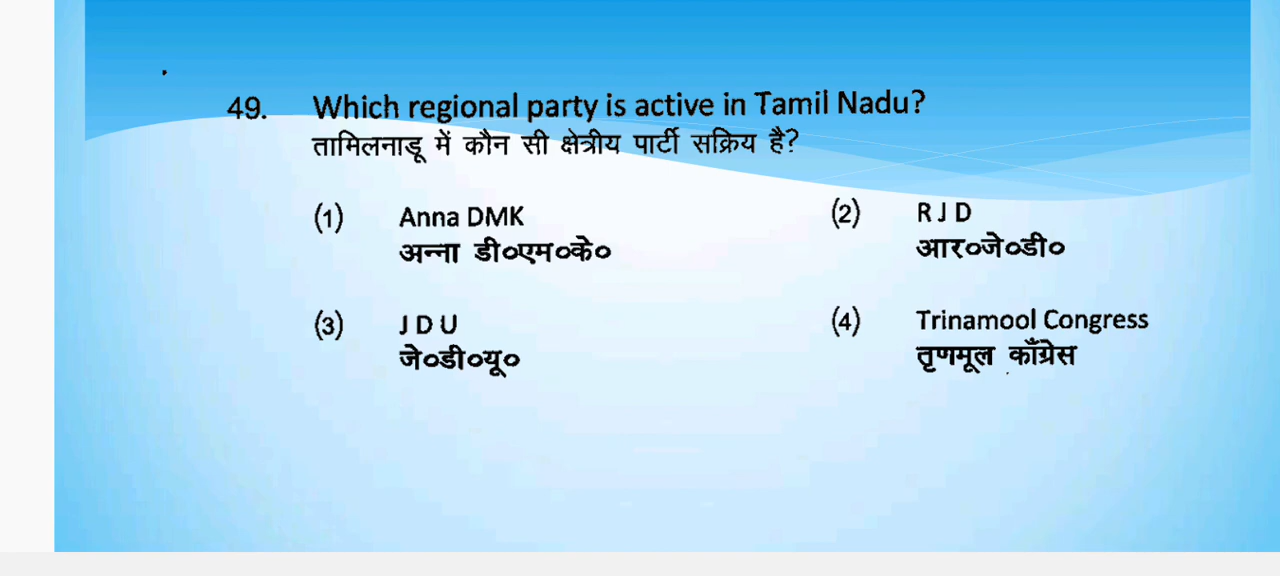 49. Which regional party is active in Tamil Nadu?
तामिलनाडू में कौन सी क्षेत्रीय पार्टी सक्रिय है?
(1) Anna DMK (2) R J D
अन्ना डी०एम०के० आर०जे०डी०
(3) J D U (4) Trinamool Congress
जे०डी०यू० तृणमूल काँग्रेस